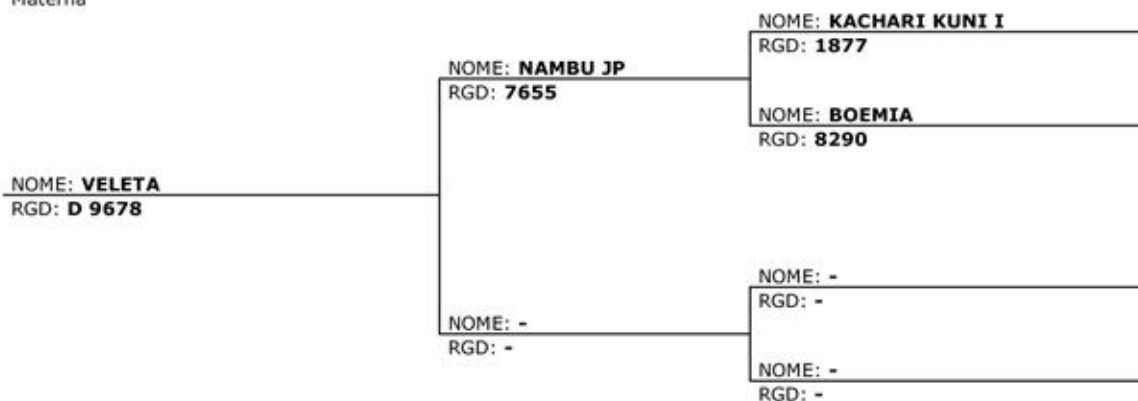 Materna
NOME: KACHARI KUNI I
RGD: 1877
NOME: NAMBU JP
RGD: 7655
NOME: BOEMIA
RGD: 8290
NOME: VELETA
RGD: D 9678
NOME: -
RGD: -
NOME: -
RGD: -
NOME: -
RGD: -